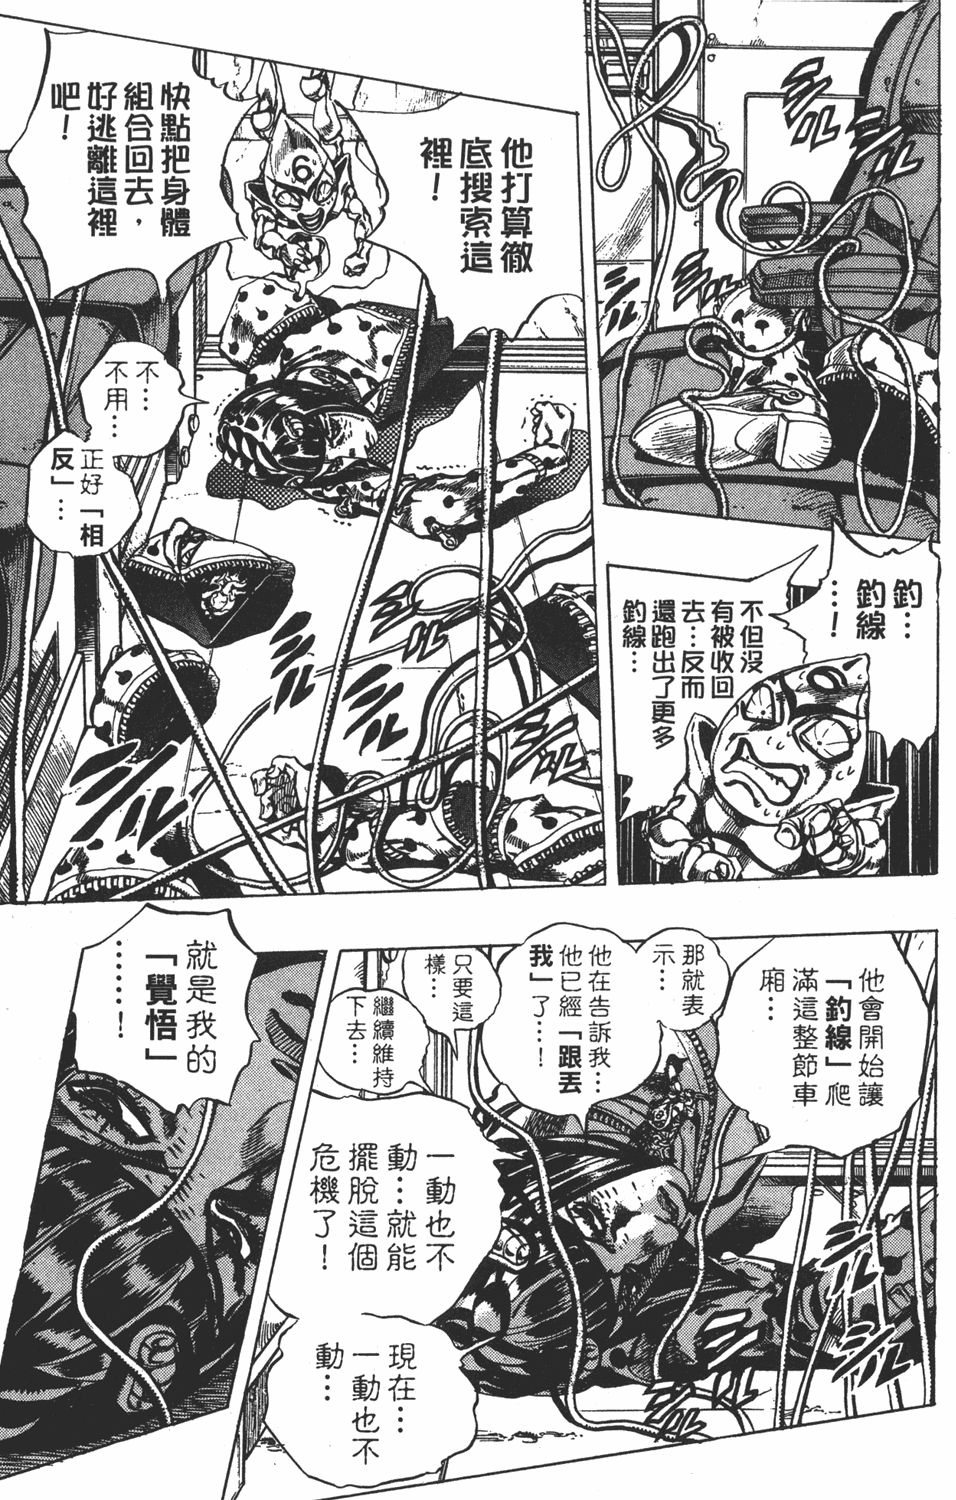 釣…
釣線
…!
不但沒
有被收回
去…反而
還跑出了更多
釣線…
他打算徹
底搜索這
裡!
快點把身體
組合回去,
好逃離這裡
吧!
不…
不用…
正好「相
反」…
他會開始讓
「釣線」爬
滿這整節車
廂…
那就表
示…
他在告訴我…
他已經「跟丟
我」了…!
只要這
樣…
繼續維持
下去…
一動也不
動…就能
擺脫這個
危機了!
現在…
一動也不
動…
就是我的
「覺悟」
……!